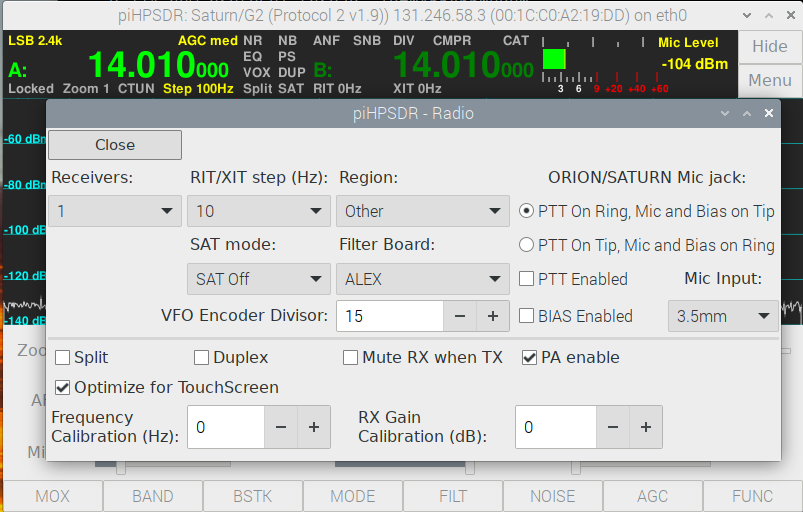 piHPSDR: Saturn/G2 (Protocol 2 v1.9)) 131.246.58.3 (00:1C:C0:A2:19:DD) on eth0
LSB 2.4k AGC med NR NB ANF SNB DIV CMPR CAT Mic Level Hide
EQ PS
A: 14.010000 VOX DUP B: 14.010000 -104 dBm
Locked Zoom 1 CTUN Step 100Hz Split SAT RIT 0Hz XIT 0Hz 3 6 9 +20 +40 +60 Menu
piHPSDR - Radio
-60 dBm
Close
Receivers: RIT/XIT step (Hz): Region: ORION/SATURN Mic jack:
-80 dBm
1 10 Other PTT On Ring, Mic and Bias on Tip
-100 dBm
SAT mode: Filter Board: PTT On Tip, Mic and Bias on Ring
-120 dBm
SAT Off ALEX PTT Enabled Mic Input:
-140 dBm
VFO Encoder Divisor: 15 − + BIAS Enabled 3.5mm
Zoo
Split Duplex Mute RX when TX PA enable
Optimize for TouchScreen
AF
Frequency Calibration (Hz): 0 − + RX Gain Calibration (dB): 0 − +
Mi
MOX BAND BSTK MODE FILT NOISE AGC FUNC